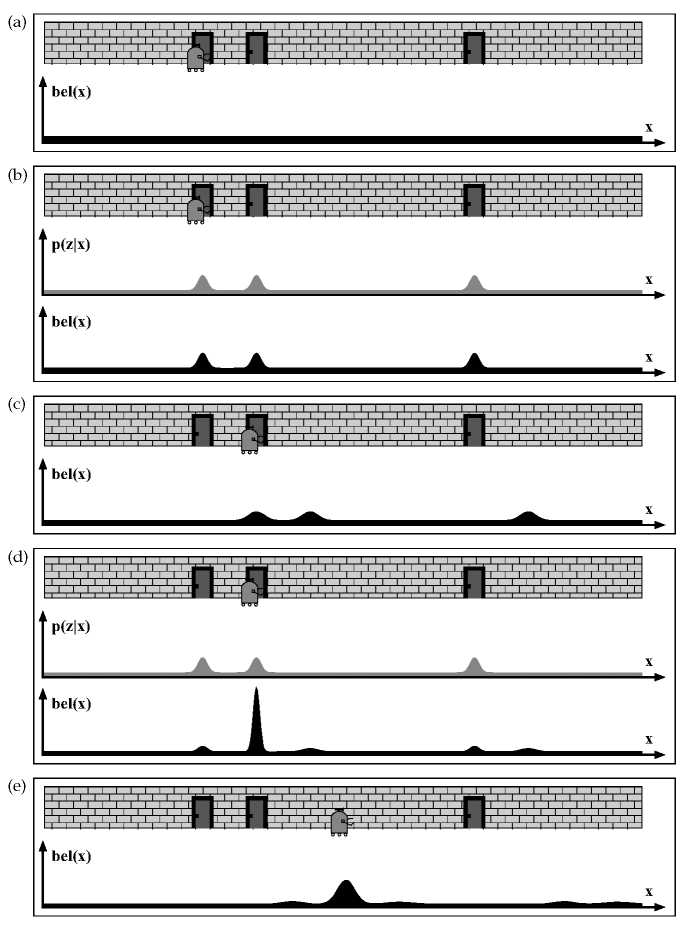 (a)
bel(x)
x
(b)
p(z|x)
x
bel(x)
x
(c)
bel(x)
x
(d)
p(z|x)
x
bel(x)
x
(e)
bel(x)
x